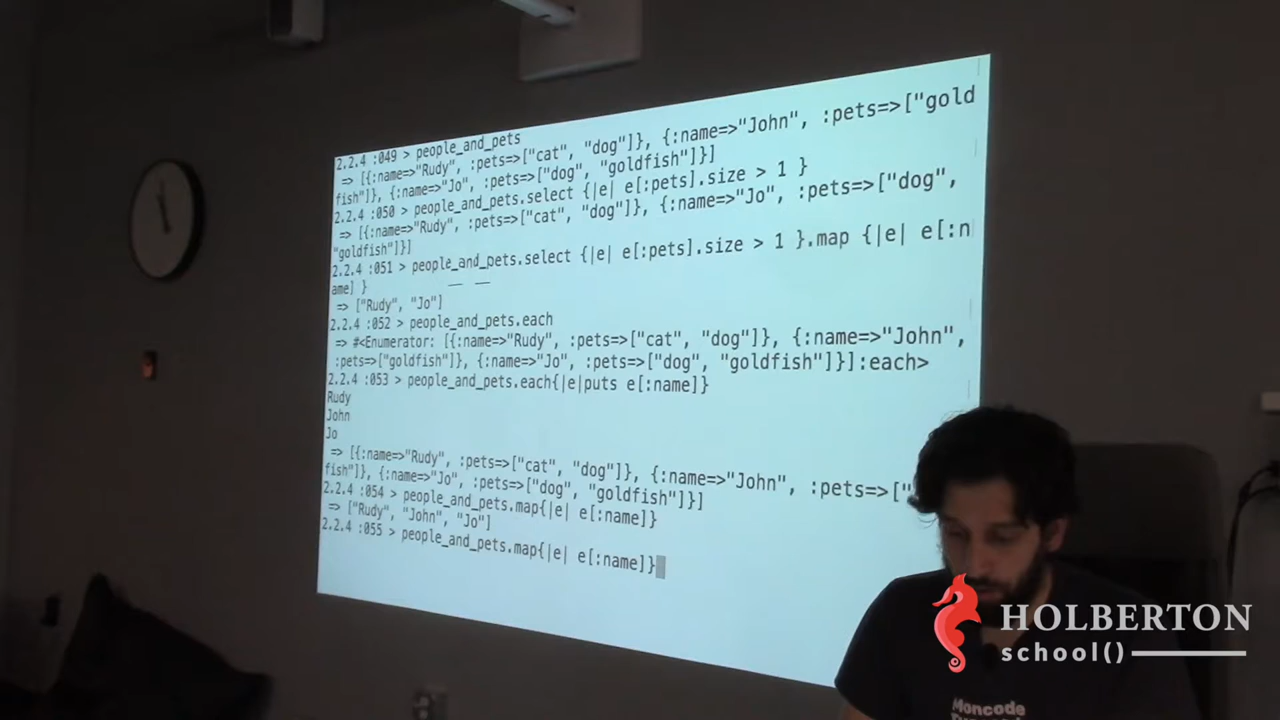 2.2.4 :049 > people_and_pets
=> [{:name=>"Rudy", :pets=>["cat", "dog"]}, {:name=>"John", :pets=>["gold
fish"]}, {:name=>"Jo", :pets=>["dog", "goldfish"]}]
2.2.4 :050 > people_and_pets.select {|e| e[:pets].size > 1 }
=> [{:name=>"Rudy", :pets=>["cat", "dog"]}, {:name=>"Jo", :pets=>["dog",
"goldfish"]}]
2.2.4 :051 > people_and_pets.select {|e| e[:pets].size > 1 }.map {|e| e[:n
ame] }
=> ["Rudy", "Jo"]
2.2.4 :052 > people_and_pets.each
=> #<Enumerator: [{:name=>"Rudy", :pets=>["cat", "dog"]}, {:name=>"John",
:pets=>["goldfish"]}, {:name=>"Jo", :pets=>["dog", "goldfish"]}]:each>
2.2.4 :053 > people_and_pets.each{|e|puts e[:name]}
Rudy
John
Jo
=> [{:name=>"Rudy", :pets=>["cat", "dog"]}, {:name=>"John", :pets=>["
fish"]}, {:name=>"Jo", :pets=>["dog", "goldfish"]}]
2.2.4 :054 > people_and_pets.map{|e| e[:name]}
=> ["Rudy", "John", "Jo"]
2.2.4 :055 > people_and_pets.map{|e| e[:name]}
HOLBERTON
school()
Moncode